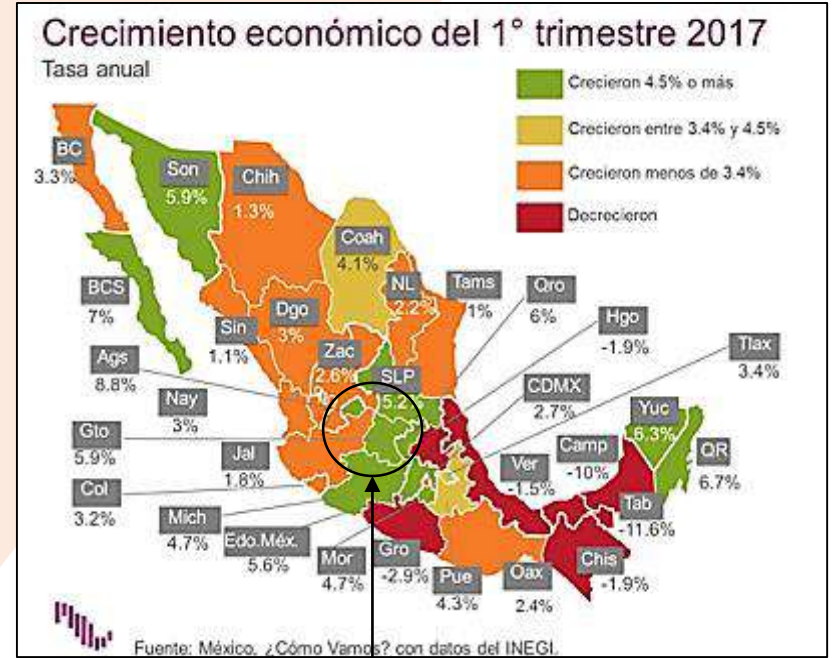 Crecimiento económico del 1° trimestre 2017
Tasa anual
Crecieron 4.5% o más
Crecieron entre 3.4% y 4.5%
Crecieron menos de 3.4%
Decrecieron
BC
3.3%
Son
5.9%
Chih
1.3%
Coah
4.1%
BCS
7%
Sin
1.1%
Dgo
3%
NL
2.2%
Tams
1%
Qro
6%
Hgo
-1.9%
Tlax
3.4%
Ags
8.8%
Zac
2.6%
SLP
5.2
CDMX
2.7%
Nay
3%
Yuc
6.3%
Gto
5.9%
Jal
1.8%
Ver
-1.5%
Camp
-10%
QR
6.7%
Col
3.2%
Mich
4.7%
Edo.Méx.
5.6%
Mor
4.7%
Gro
-2.9%
Pue
4.3%
Oax
2.4%
Chis
-1.9%
Tab
-11.6%
Fuente: México, ¿Cómo Vamos? con datos del INEGI.